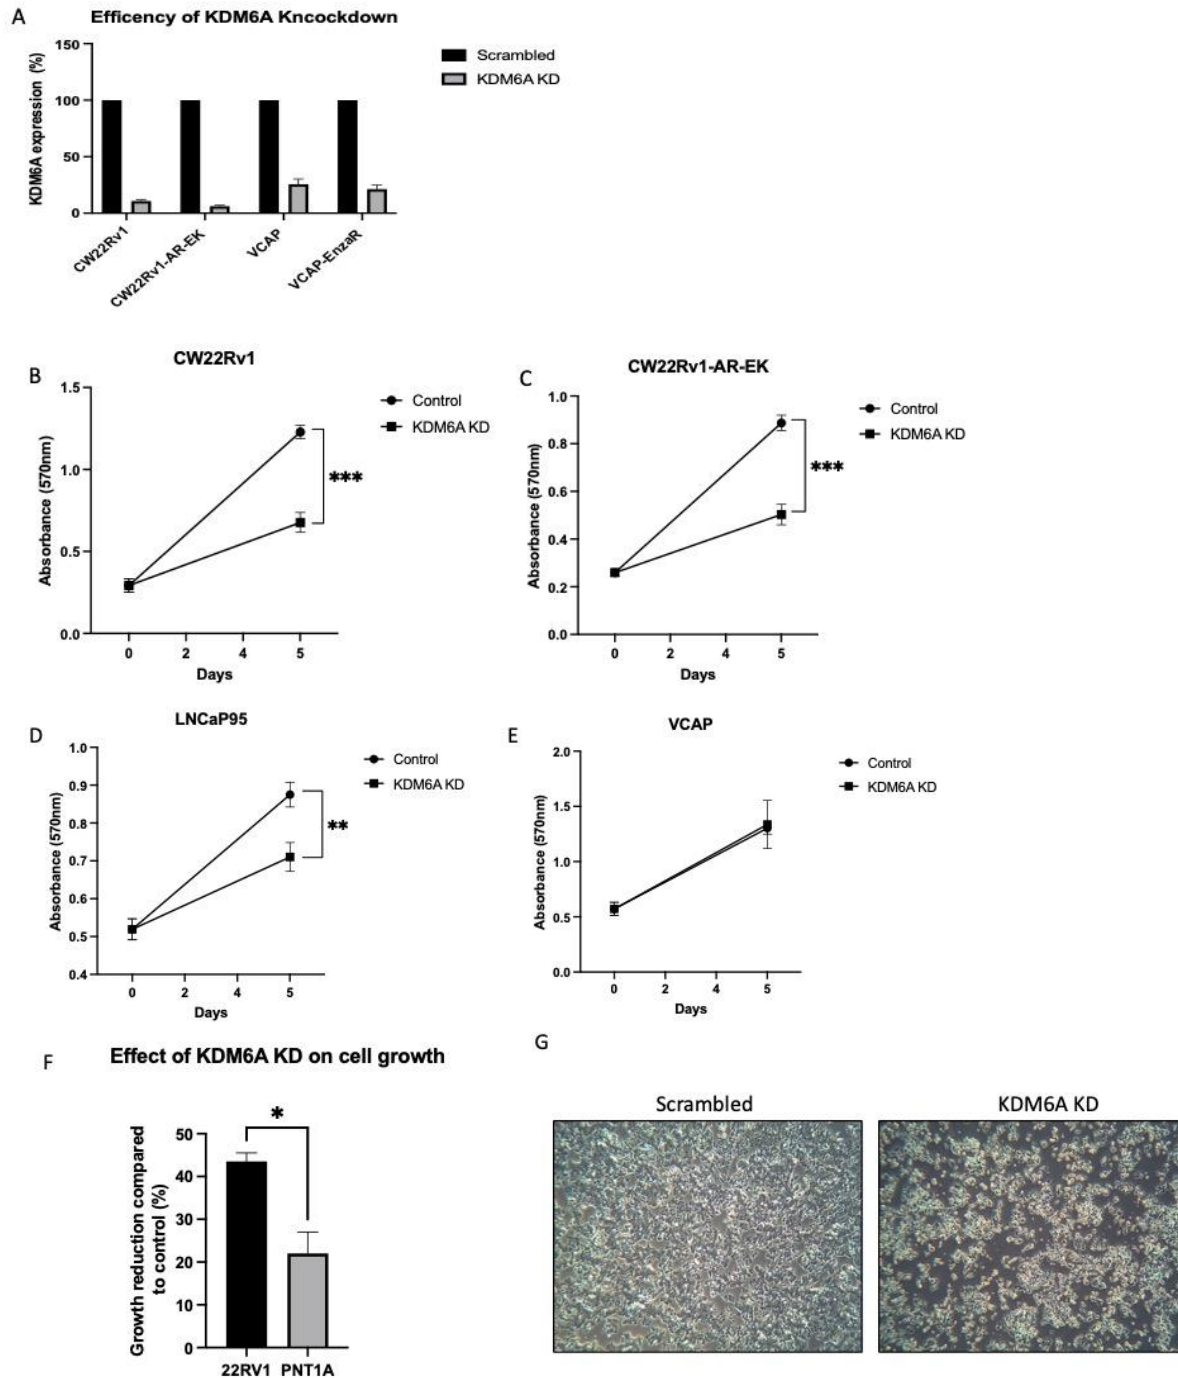 A
Efficency of KDM6A Kncockdown
KDM6A expression (%)
150
100
50
0
Scrambled
KDM6A KD
CW22Rv1
CW22Rv1-AR-EK
VCAP
VCAP-EnzaR
B
CW22Rv1
Absorbance (570nm)
1.5
1.0
0.5
0.0
0 2 4 5
Days
Control
KDM6A KD
***
C
CW22Rv1-AR-EK
Absorbance (570nm)
1.0
0.8
0.6
0.4
0.2
0.0
0 2 4 5
Days
Control
KDM6A KD
***
D
LNCaP95
Absorbance (570nm)
1.0
0.9
0.8
0.7
0.6
0.5
0.4
0 2 4 5
Days
Control
KDM6A KD
**
E
VCAP
Absorbance (570nm)
2.0
1.5
1.0
0.5
0.0
0 2 4 5
Days
Control
KDM6A KD
F
Effect of KDM6A KD on cell growth
Growth reduction compared
to control (%)
50
40
30
20
10
0
*
22RV1 PNT1A
G
Scrambled
KDM6A KD